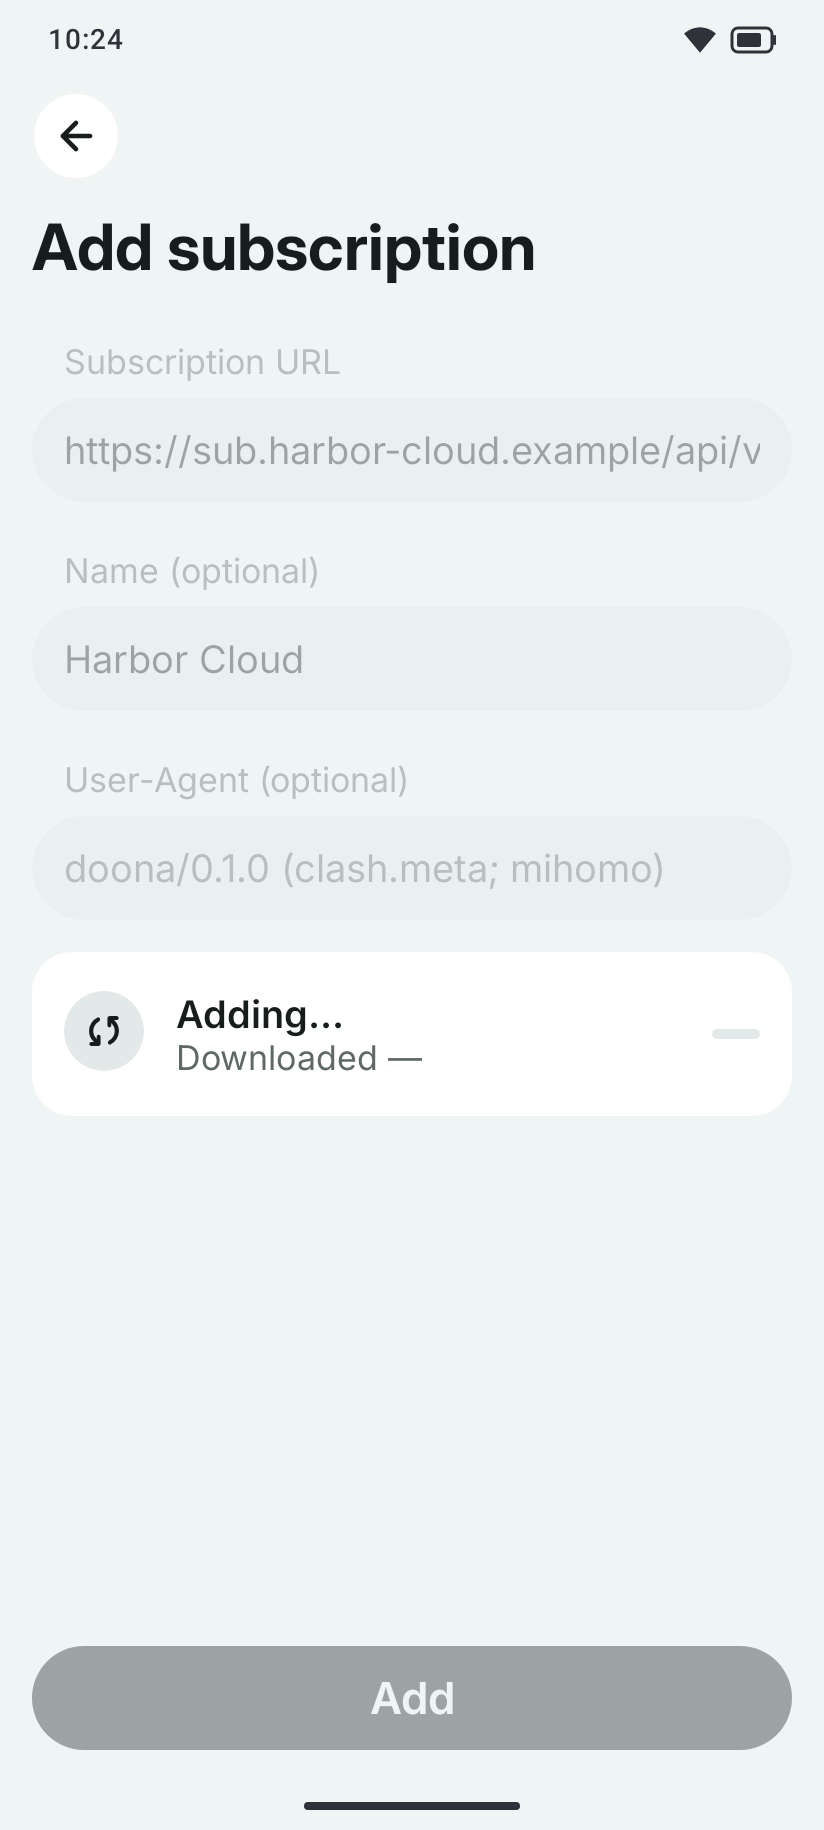 10:24
Add subscription
Subscription URL
https://sub.harbor-cloud.example/api/v
Name (optional)
Harbor Cloud
User-Agent (optional)
doona/0.1.0 (clash.meta; mihomo)
Adding...
Downloaded —
Add